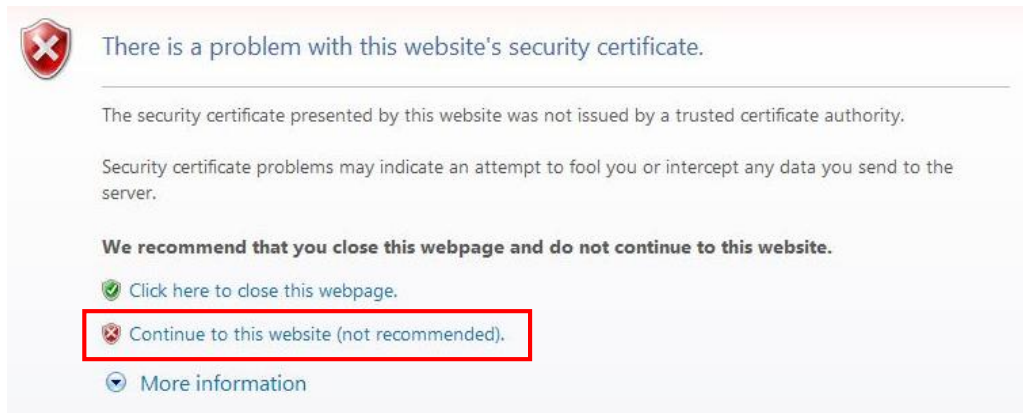 There is a problem with this website's security certificate.
The security certificate presented by this website was not issued by a trusted certificate authority.
Security certificate problems may indicate an attempt to fool you or intercept any data you send to the
server.
We recommend that you close this webpage and do not continue to this website.
Click here to close this webpage.
Continue to this website (not recommended).
More information